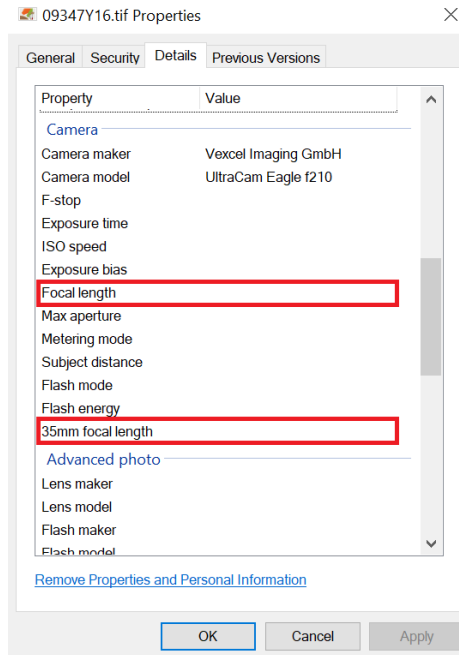 09347Y16.tif Properties
General Security Details Previous Versions
Property Value
Camera
Camera maker Vexcel Imaging GmbH
Camera model UltraCam Eagle f210
F-stop
Exposure time
ISO speed
Exposure bias
Focal length
Max aperture
Metering mode
Subject distance
Flash mode
Flash energy
35mm focal length
Advanced photo
Lens maker
Lens model
Flash maker
Flash model
Remove Properties and Personal Information
OK Cancel Apply